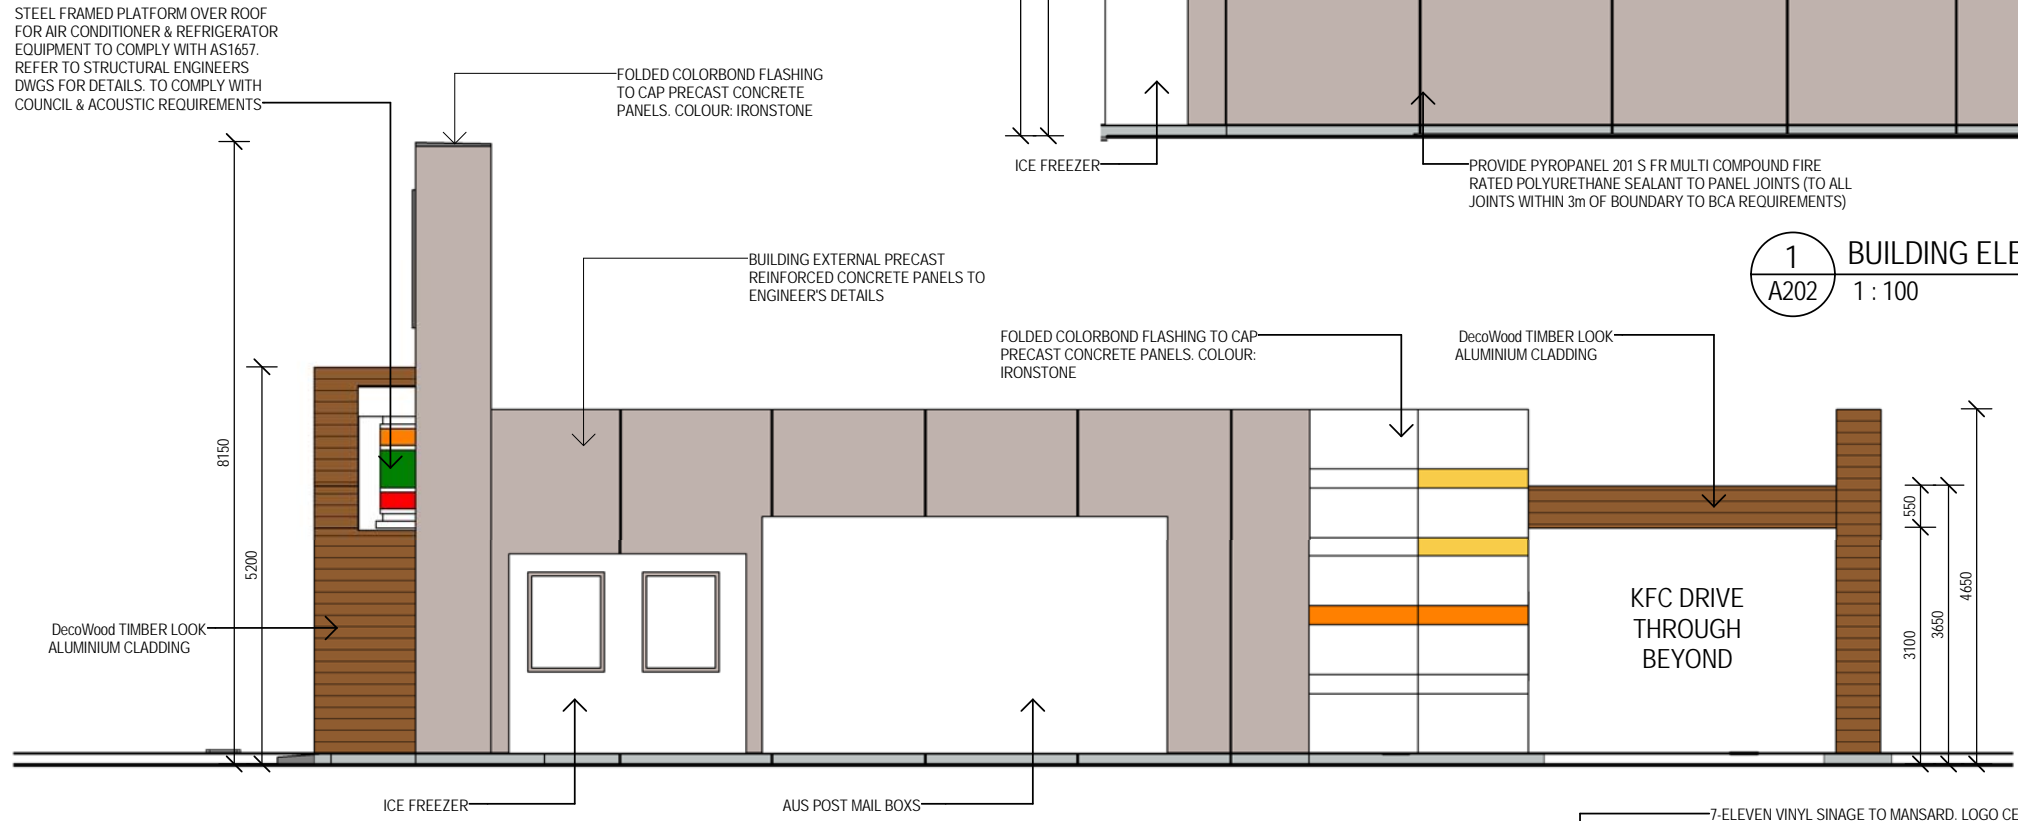 STEEL FRAMED PLATFORM OVER ROOF
FOR AIR CONDITIONER & REFRIGERATOR
EQUIPMENT TO COMPLY WITH AS1657.
REFER TO STRUCTURAL ENGINEERS
DWGS FOR DETAILS. TO COMPLY WITH
COUNCIL & ACOUSTIC REQUIREMENTS
FOLDED COLORBOND FLASHING
TO CAP PRECAST CONCRETE
PANELS. COLOUR: IRONSTONE
ICE FREEZER
PROVIDE PYROPANEL 201 S FR MULTI COMPOUND FIRE
RATED POLYURETHANE SEALANT TO PANEL JOINTS (TO ALL
JOINTS WITHIN 3m OF BOUNDARY TO BCA REQUIREMENTS)
1
A202
BUILDING ELE
1 : 100
BUILDING EXTERNAL PRECAST
REINFORCED CONCRETE PANELS TO
ENGINEER'S DETAILS
FOLDED COLORBOND FLASHING TO CAP
PRECAST CONCRETE PANELS. COLOUR:
IRONSTONE
DecoWood TIMBER LOOK
ALUMINIUM CLADDING
8150
5200
DecoWood TIMBER LOOK
ALUMINIUM CLADDING
KFC DRIVE
THROUGH
BEYOND
550
3100
3650
4650
ICE FREEZER
AUS POST MAIL BOXS
7-ELEVEN VINYL SINAGE TO MANSARD. LOGO CE